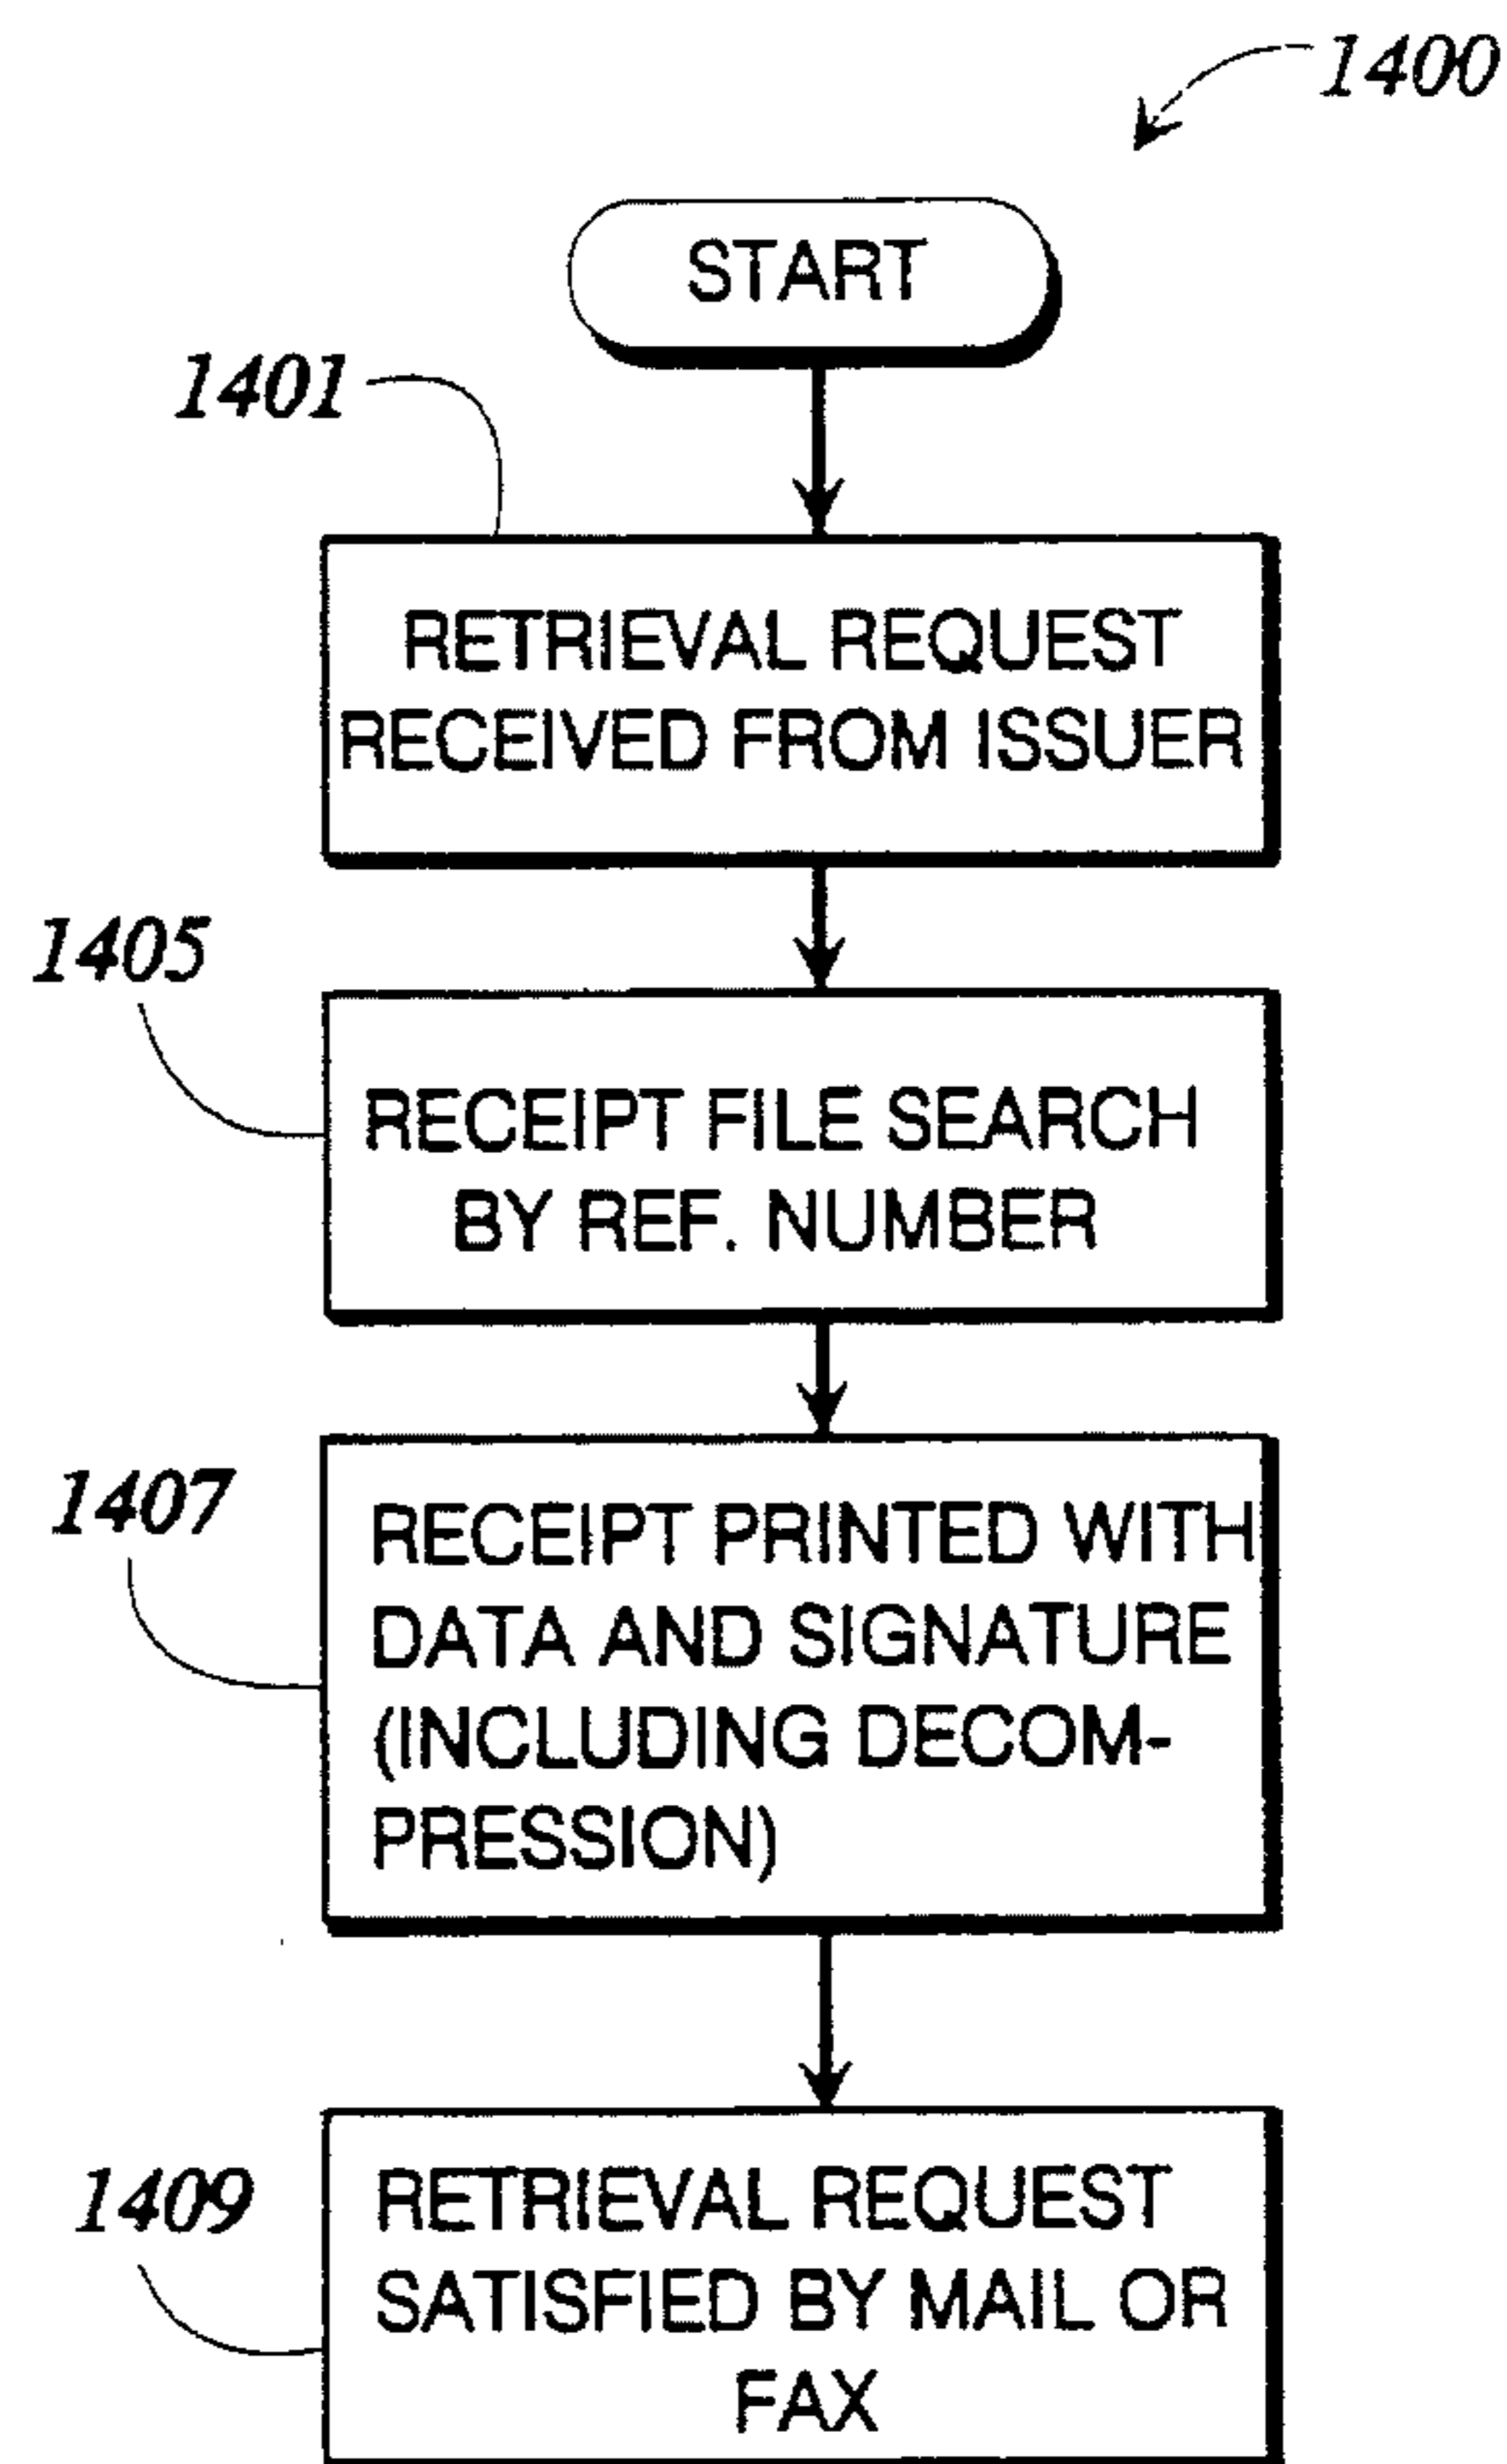 1400
START
1401
RETRIEVAL REQUEST
RECEIVED FROM ISSUER
1405
RECEIPT FILE SEARCH
BY REF. NUMBER
1407
RECEIPT PRINTED WITH
DATA AND SIGNATURE
(INCLUDING DECOM-
PRESSION)
1409
RETRIEVAL REQUEST
SATISFIED BY MAIL OR
FAX